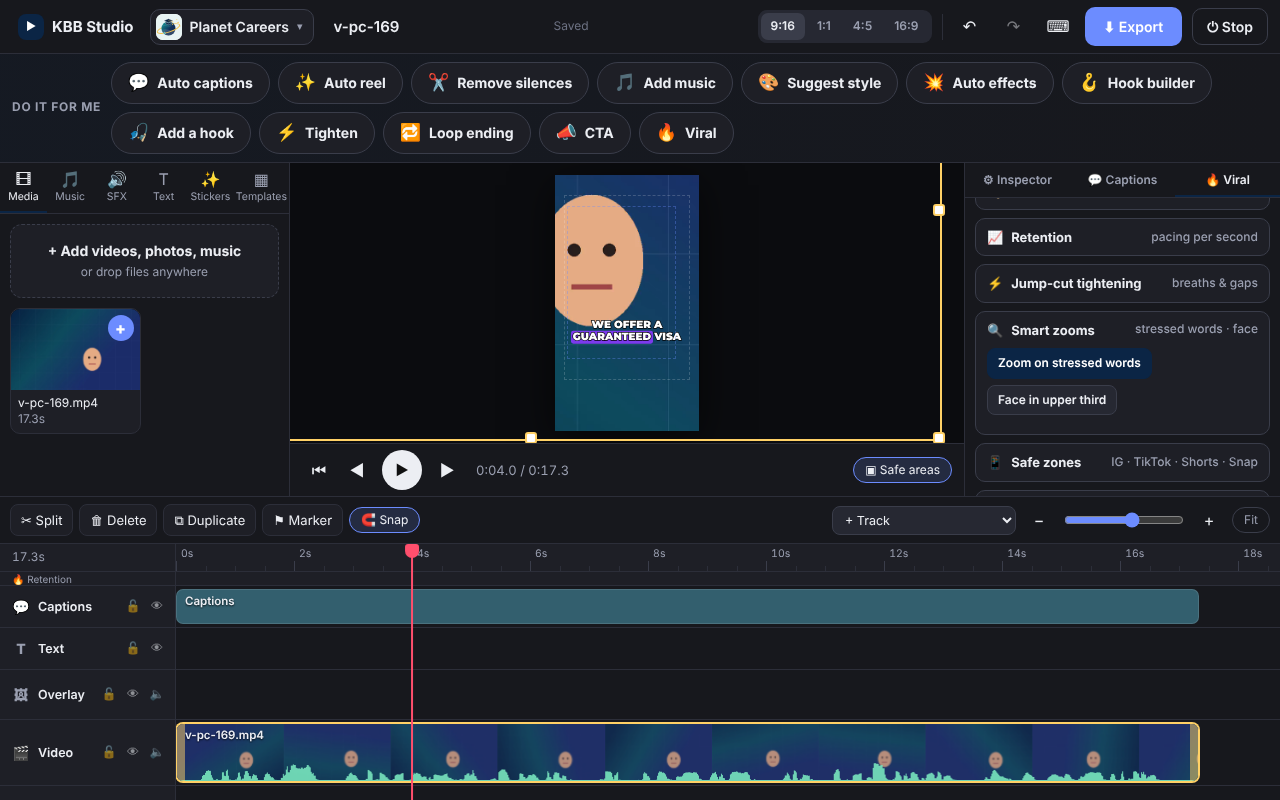 KBB Studio
Planet Careers
v-pc-169
Saved
9:16
1:1
4:5
16:9
Export
Stop
DO IT FOR ME
Auto captions
Auto reel
Remove silences
Add music
Suggest style
Auto effects
Hook builder
Add a hook
Tighten
Loop ending
CTA
Viral
Media
Music
SFX
Text
Stickers
Templates
+ Add videos, photos, music
or drop files anywhere
v-pc-169.mp4
17.3s
WE OFFER A
GUARANTEED VISA
0:04.0 / 0:17.3
Safe areas
Inspector
Captions
Viral
Retention
pacing per second
Jump-cut tightening
breaths & gaps
Smart zooms
stressed words · face
Zoom on stressed words
Face in upper third
Safe zones
IG · TikTok · Shorts · Snap
Split
Delete
Duplicate
Marker
Snap
+ Track
−
+
Fit
17.3s
0s
2s
4s
6s
8s
10s
12s
14s
16s
18s
Retention
Captions
Captions
T Text
Overlay
Video
v-pc-169.mp4